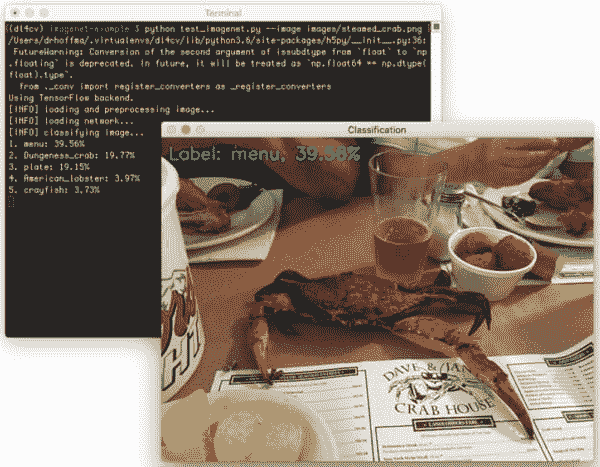 Terminal
(dl4cv) imagenet-example $ python test_imagenet.py --image images/steamed_crab.png
/Users/drhoffma/.virtualenvs/dl4cv/lib/python3.6/site-packages/h5py/__init__.py:36:
FutureWarning: Conversion of the second argument of issubdtype from `float` to `np
.floating` is deprecated. In future, it will be treated as `np.float64 == np.dtype(
float).type`.
from ._conv import register_converters as _register_converters
Using TensorFlow backend.
[INFO] loading and preprocessing image...
[INFO] loading network...
[INFO] classifying image...
1. menu: 39.56%
2. Dungeness_crab: 19.77%
3. plate: 19.15%
4. American_lobster: 3.97%
5. crayfish: 3.73%
Classification
Label: menu, 39.56%
DAVE & JAN
CRAB HOUSE